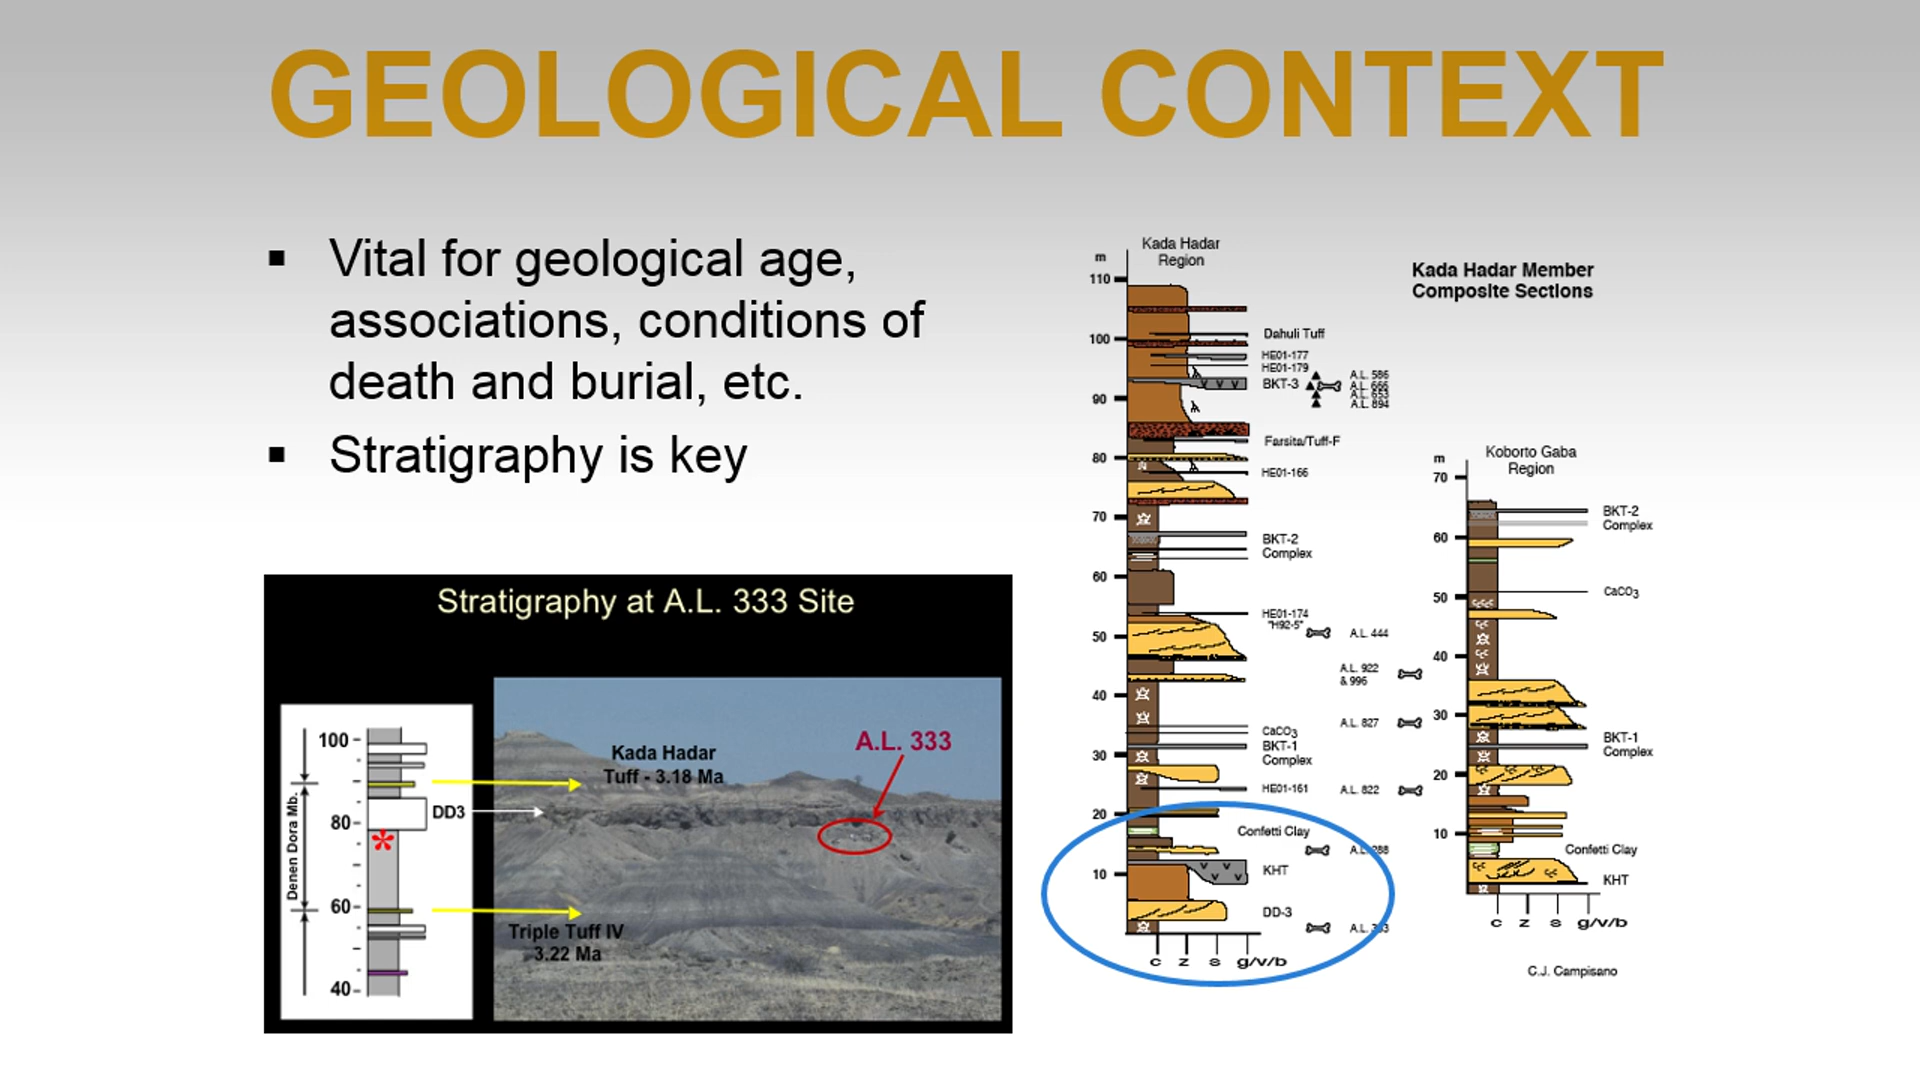 GEOLOGICAL CONTEXT
▪ Vital for geological age,
associations, conditions of
death and burial, etc.
▪ Stratigraphy is key
Stratigraphy at A.L. 333 Site
100
80
60
40
Denen Dora Mb.
DD3
Kada Hadar
Tuff - 3.18 Ma
A.L. 333
Triple Tuff IV
3.22 Ma
Kada Hadar Member
Composite Sections
Kada Hadar
Region
m
110
100
90
80
70
60
50
40
30
20
10
Dahuli Tuff
HE01-177
HE01-179
BKT-3
A.L. 586
A.L. 666
A.L. 653
A.L. 894
Farsita/Tuff-F
HE01-166
BKT-2
Complex
HE01-174
"H92-5"
A.L. 444
A.L. 922
& 996
A.L. 827
CaCO3
BKT-1
Complex
HE01-161
A.L. 822
Confetti Clay
A.L. 288
KHT
DD-3
A.L. 333
c z s g/v/b
Koborto Gaba
Region
m
70
60
50
40
30
20
10
BKT-2
Complex
CaCO3
BKT-1
Complex
Confetti Clay
KHT
c z s g/v/b
C.J. Campisano